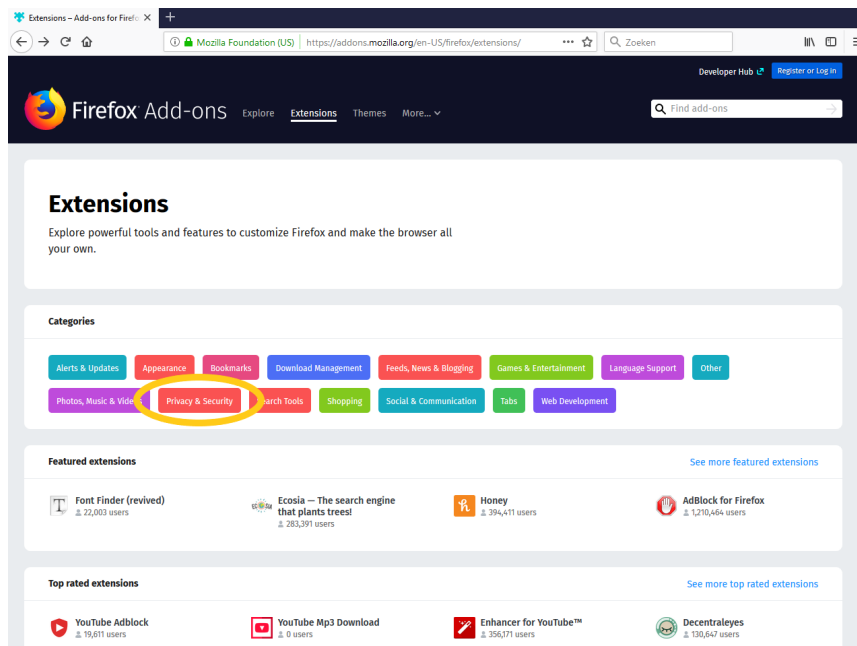 Extensions – Add-ons for Firefo
Mozilla Foundation (US) https://addons.mozilla.org/en-US/firefox/extensions/ Zoeken
Developer Hub Register or Log in
Firefox Add-ons Explore Extensions Themes More... Find add-ons
Extensions
Explore powerful tools and features to customize Firefox and make the browser all
your own.
Categories
Alerts & Updates Appearance Bookmarks Download Management Feeds, News & Blogging Games & Entertainment Language Support Other
Photos, Music & Vide Privacy & Security arch Tools Shopping Social & Communication Tabs Web Development
Featured extensions See more featured extensions
Font Finder (revived) Ecosia — The search engine Honey AdBlock for Firefox
22,003 users that plants trees! 394,411 users 1,210,464 users
283,391 users
Top rated extensions See more top rated extensions
YouTube Adblock YouTube Mp3 Download Enhancer for YouTube™ Decentraleyes
19,611 users 0 users 356,171 users 130,647 users